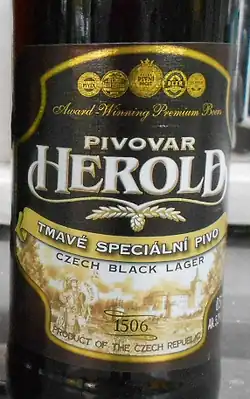 Award-Winning Premium Beers
PIVOVAR
HEROLD
TMAVÉ SPECIÁLNÍ PIVO
CZECH BLACK LAGER
1506
PRODUCT OF THE CZECH REPUBLIC